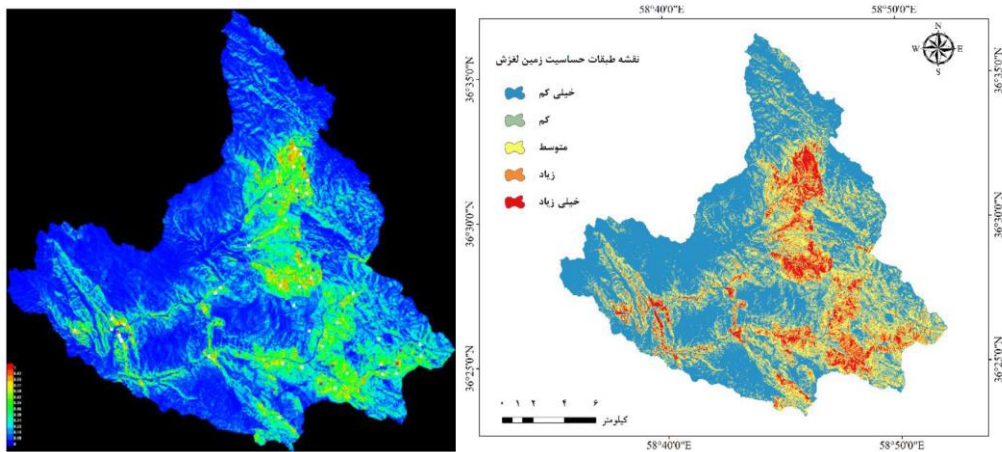 58°40'0"E
58°50'0"E
N
W
E
S
نقشه طبقات حساسیت زمین لغزش
خیلی کم
کم
متوسط
زیاد
خیلی زیاد
36°35'0"N
36°35'0"N
36°30'0"N
36°30'0"N
36°25'0"N
36°25'0"N
۰ ۱ ۲ ۴ ۶
کیلومتر
58°40'0"E
58°50'0"E